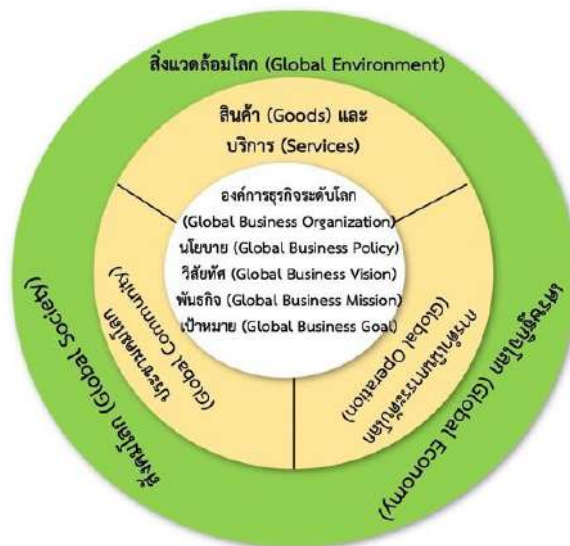 สิ่งแวดล้อมโลก (Global Environment)
สินค้า (Goods) และ
บริการ (Services)
องค์การธุรกิจระดับโลก
(Global Business Organization)
นโยบาย (Global Business Policy)
วิสัยทัศ (Global Business Vision)
พันธกิจ (Global Business Mission)
เป้าหมาย (Global Business Goal)
ประชาคมโลก
(Global Community)
การดำเนินการระดับโลก
(Global Operation)
สังคมโลก (Global Society)
เศรษฐกิจโลก (Global Economy)